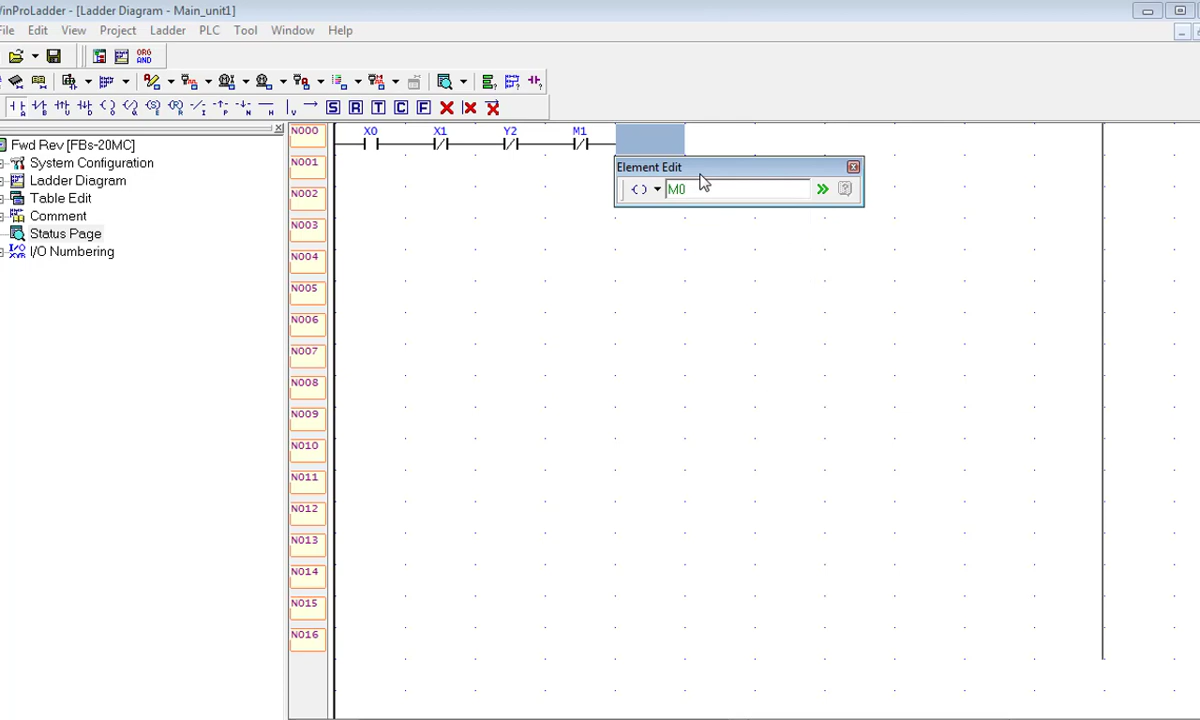 inProLadder - [Ladder Diagram - Main_unit1]
File Edit View Project Ladder PLC Tool Window Help
ORG
AND
A B U D Q E R P N H V S R T C F
Fwd Rev [FBs-20MC]
System Configuration
Ladder Diagram
Table Edit
Comment
Status Page
I/O Numbering
N000 X0 X1 Y2 M1
N001
Element Edit
M0
N002
N003
N004
N005
N006
N007
N008
N009
N010
N011
N012
N013
N014
N015
N016